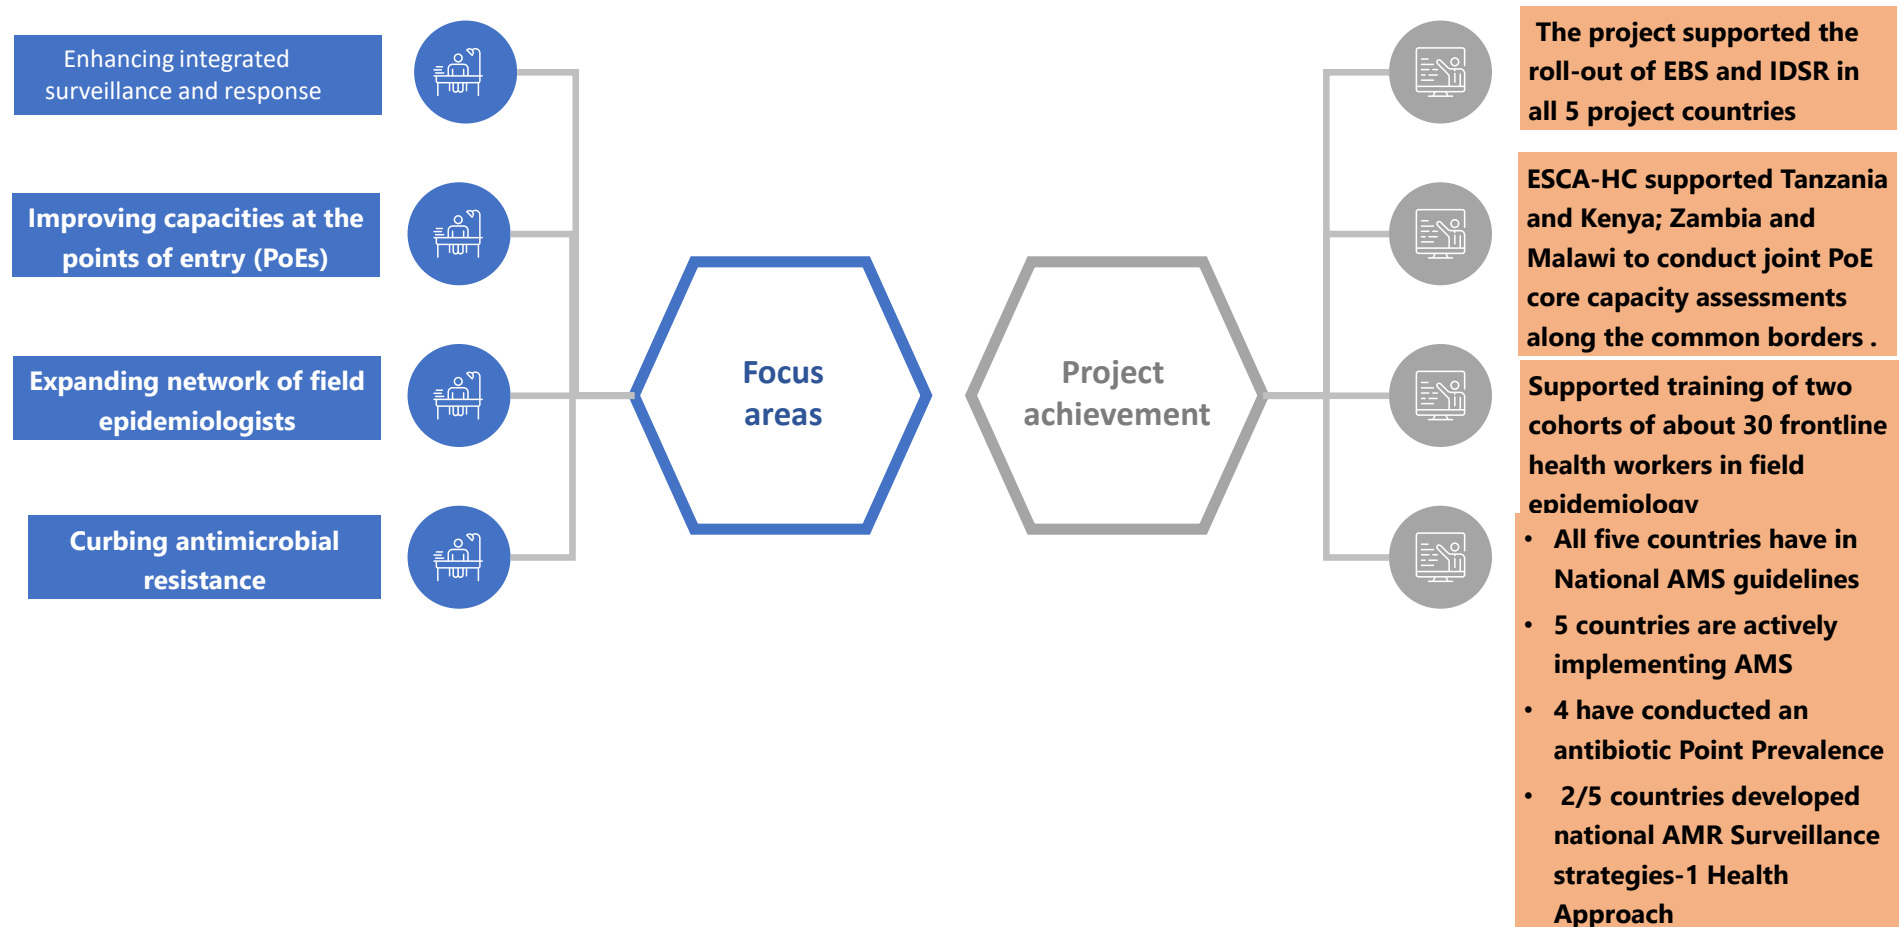 Enhancing integrated
surveillance and response
Improving capacities at the
points of entry (PoEs)
Expanding network of field
epidemiologists
Curbing antimicrobial
resistance
Focus
areas
Project
achievement
The project supported the
roll-out of EBS and IDSR in
all 5 project countries
ESCA-HC supported Tanzania
and Kenya; Zambia and
Malawi to conduct joint PoE
core capacity assessments
along the common borders .
Supported training of two
cohorts of about 30 frontline
health workers in field
epidemiology
• All five countries have in
National AMS guidelines
• 5 countries are actively
implementing AMS
• 4 have conducted an
antibiotic Point Prevalence
• 2/5 countries developed
national AMR Surveillance
strategies-1 Health
Approach